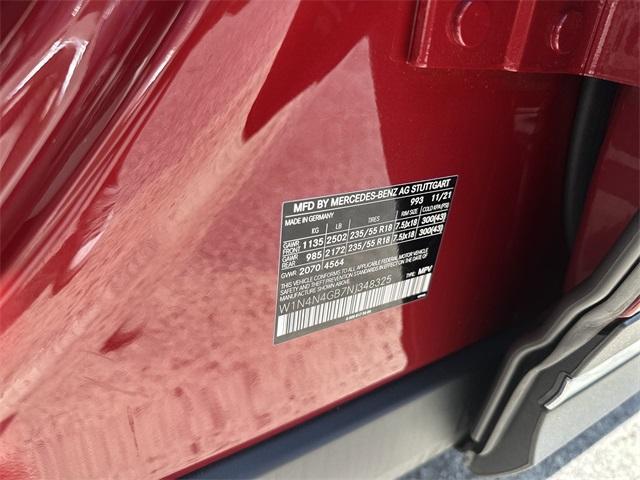 MFD BY MERCEDES-BENZ AG STUTTGART
MADE IN GERMANY 993 11/21
KG LB TIRES RIM SIZE COLD KPA(PSI)
GAWR FRONT 1135 2502 235/55 R18 7.5Jx18 300(43)
GAWR REAR 985 2172 235/55 R18 7.5Jx18 300(43)
GVWR 2070 4564
THIS VEHICLE CONFORMS TO ALL APPLICABLE FEDERAL MOTOR VEHICLE
SAFETY, BUMPER, AND THEFT PREVENTION STANDARDS IN EFFECT
ON THE DATE OF MANUFACTURE SHOWN ABOVE.
W1N4N4GB7NJ348325 TYPE: MPV